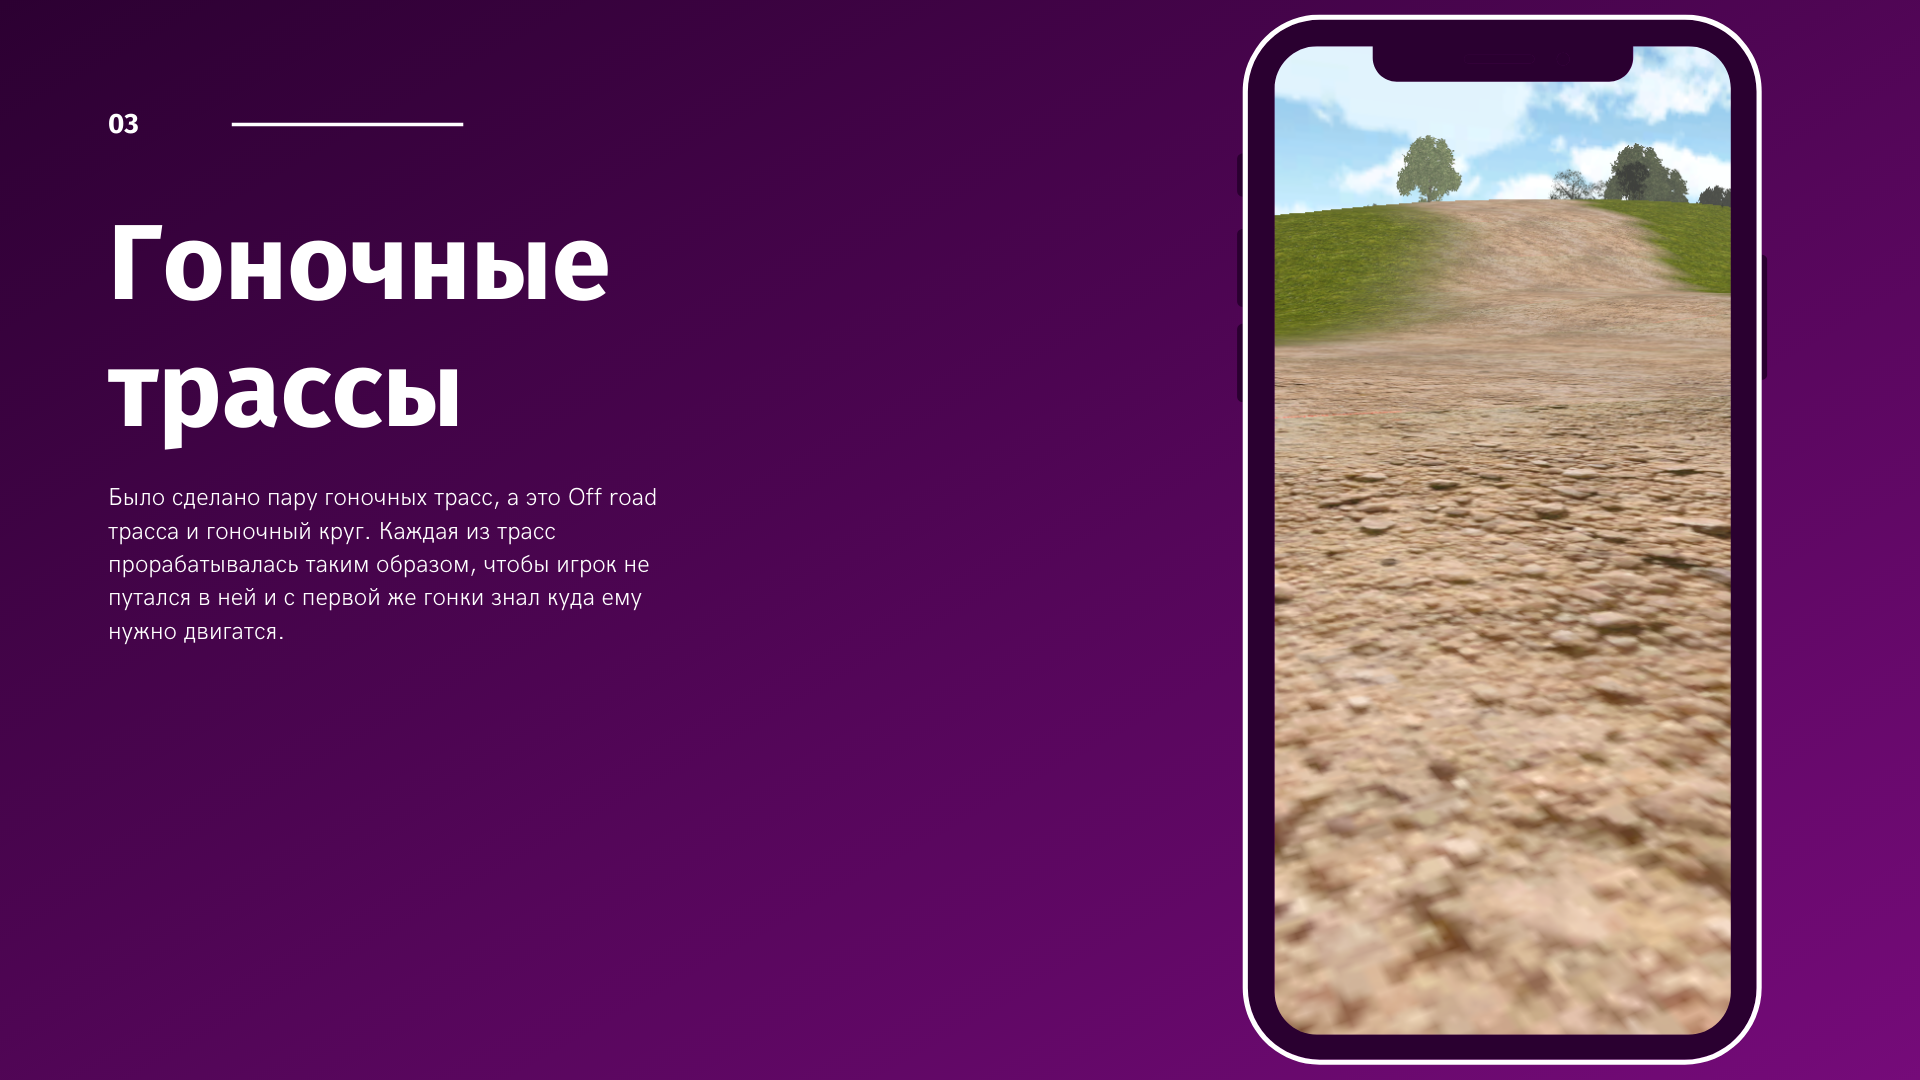 03
Гоночные
трассы
Было сделано пару гоночных трасс, а это Off road
трасса и гоночный круг. Каждая из трасс
прорабатывалась таким образом, чтобы игрок не
путался в ней и с первой же гонки знал куда ему
нужно двигатся.